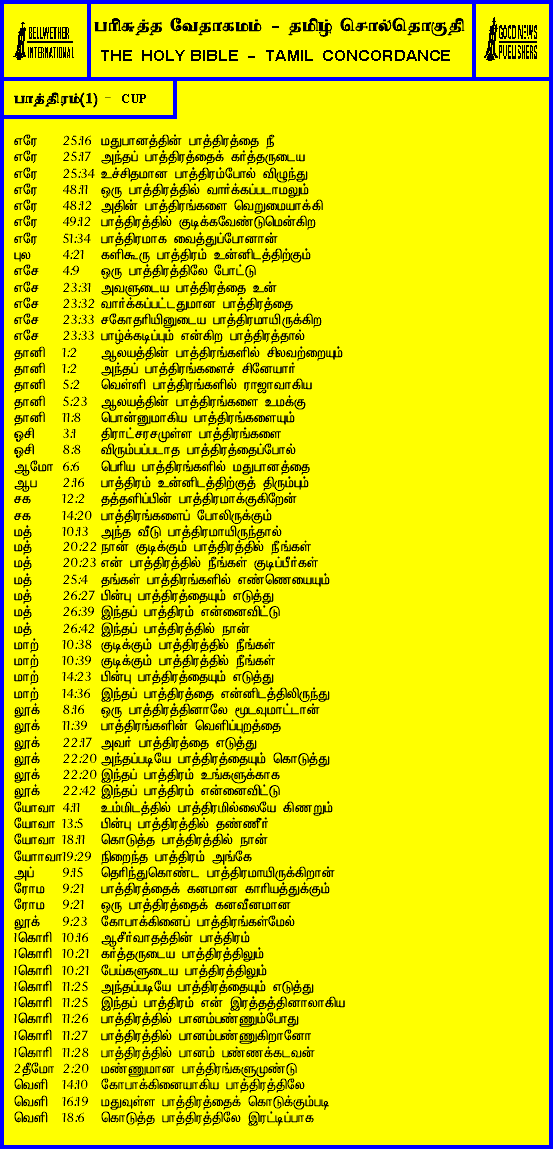 BELLWETHER
INTERNATIONAL
பரிசுத்த வேதாகமம் - தமிழ் சொல்தொகுதி
THE HOLY BIBLE - TAMIL CONCORDANCE
GOOD NEWS
PUBLISHERS
பாத்திரம்(1) - CUP
எரே 25:16 மதுபானத்தின் பாத்திரத்தை நீ
எரே 25:17 அந்தப் பாத்திரத்தைக் கர்த்தருடைய
எரே 25:34 உச்சிதமான பாத்திரம்போல் விழுந்து
எரே 48:11 ஒரு பாத்திரத்தில் வார்க்கப்படாமலும்
எரே 48:12 அதின் பாத்திரங்களை வெறுமையாக்கி
எரே 49:12 பாத்திரத்தில் குடிக்கவேண்டுமென்கிற
எரே 51:34 பாத்திரமாக வைத்துப்போனான்
புல 4:21 களிகூரு பாத்திரம் உன்னிடத்திற்கும்
எசே 4:9 ஒரு பாத்திரத்திலே போட்டு
எசே 23:31 அவளுடைய பாத்திரத்தை உன்
எசே 23:32 வார்க்கப்பட்டதுமான பாத்திரத்தை
எசே 23:33 சகோதரியினுடைய பாத்திரமாயிருக்கிற
எசே 23:33 பாழ்க்கடிப்பும் என்கிற பாத்திரத்தால்
தானி 1:2 ஆலயத்தின் பாத்திரங்களில் சிலவற்றையும்
தானி 1:2 அந்தப் பாத்திரங்களைச் சினேயார்
தானி 5:2 வெள்ளி பாத்திரங்களில் ராஜாவாகிய
தானி 5:23 ஆலயத்தின் பாத்திரங்களை உமக்கு
தானி 11:8 பொன்னுமாகிய பாத்திரங்களையும்
ஓசி 3:1 திராட்சரசமுள்ள பாத்திரங்களை
ஓசி 8:8 விரும்பப்படாத பாத்திரத்தைப்போல்
ஆமோ 6:6 பெரிய பாத்திரங்களில் மதுபானத்தை
ஆப 2:16 பாத்திரம் உன்னிடத்திற்குத் திரும்பும்
சக 12:2 தத்தளிப்பின் பாத்திரமாக்குகிறேன்
சக 14:20 பாத்திரங்களைப் போலிருக்கும்
மத் 10:13 அந்த வீடு பாத்திரமாயிருந்தால்
மத் 20:22 நான் குடிக்கும் பாத்திரத்தில் நீங்கள்
மத் 20:23 என் பாத்திரத்தில் நீங்கள் குடிப்பீர்கள்
மத் 25:4 தங்கள் பாத்திரங்களில் எண்ணெயையும்
மத் 26:27 பின்பு பாத்திரத்தையும் எடுத்து
மத் 26:39 இந்தப் பாத்திரம் என்னைவிட்டு
மத் 26:42 இந்தப் பாத்திரத்தில் நான்
மாற் 10:38 குடிக்கும் பாத்திரத்தில் நீங்கள்
மாற் 10:39 குடிக்கும் பாத்திரத்தில் நீங்கள்
மாற் 14:23 பின்பு பாத்திரத்தையும் எடுத்து
மாற் 14:36 இந்தப் பாத்திரத்தை என்னிடத்திலிருந்து
லூக் 8:16 ஒரு பாத்திரத்தினாலே மூடவுமாட்டான்
லூக் 11:39 பாத்திரங்களின் வெளிப்புறத்தை
லூக் 22:17 அவர் பாத்திரத்தை எடுத்து
லூக் 22:20 அந்தப்படியே பாத்திரத்தையும் கொடுத்து
லூக் 22:20 இந்தப் பாத்திரம் உங்களுக்காக
லூக் 22:42 இந்தப் பாத்திரம் என்னைவிட்டு
யோவா 4:11 உம்மிடத்தில் பாத்திரமில்லையே கிணறும்
யோவா 13:5 பின்பு பாத்திரத்தில் தண்ணீர்
யோவா 18:11 கொடுத்த பாத்திரத்தில் நான்
யோாவா19:29 நிறைந்த பாத்திரம் அங்கே
அப் 9:15 தெரிந்துகொண்ட பாத்திரமாயிருக்கிறான்
ரோம 9:21 பாத்திரத்தைக் கனமான காரியத்துக்கும்
ரோம 9:21 ஒரு பாத்திரத்தைக் கனவீனமான
லூக் 9:23 கோபாக்கினைப் பாத்திரங்கள்மேல்
1கொரி 10:16 ஆசீர்வாதத்தின் பாத்திரம்
1கொரி 10:21 கர்த்தருடைய பாத்திரத்திலும்
1கொரி 10:21 பேய்களுடைய பாத்திரத்திலும்
1கொரி 11:25 அந்தப்படியே பாத்திரத்தையும் எடுத்து
1கொரி 11:25 இந்தப் பாத்திரம் என் இரத்தத்தினாலாகிய
1கொரி 11:26 பாத்திரத்தில் பானம்பண்ணும்போது
1கொரி 11:27 பாத்திரத்தில் பானம்பண்ணுகிறானோ
1கொரி 11:28 பாத்திரத்தில் பானம் பண்ணக்கடவன்
2தீமோ 2:20 மண்ணுமான பாத்திரங்களுமுண்டு
வெளி 14:10 கோபாக்கினையாகிய பாத்திரத்திலே
வெளி 16:19 மதுவுள்ள பாத்திரத்தைக் கொடுக்கும்படி
வெளி 18:6 கொடுத்த பாத்திரத்திலே இரட்டிப்பாக